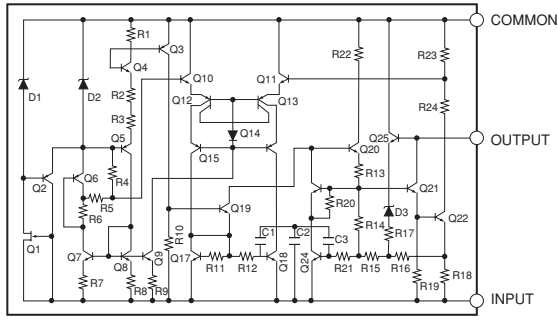 COMMON
R1
Q3
R22
R23
Q4
Q10
Q11
D1
D2
R2
Q12
Q13
R24
R3
Q14
Q5
Q25
OUTPUT
Q15
Q20
Q2
Q6
R4
R13
Q21
R5
R20
R6
Q19
R14
D3
Q22
R10
C1
C2
C3
R17
Q1
Q7
Q8
Q9
Q17
R11
R12
Q18
Q24
R21
R15
R16
R7
R8
R9
R19
R18
INPUT